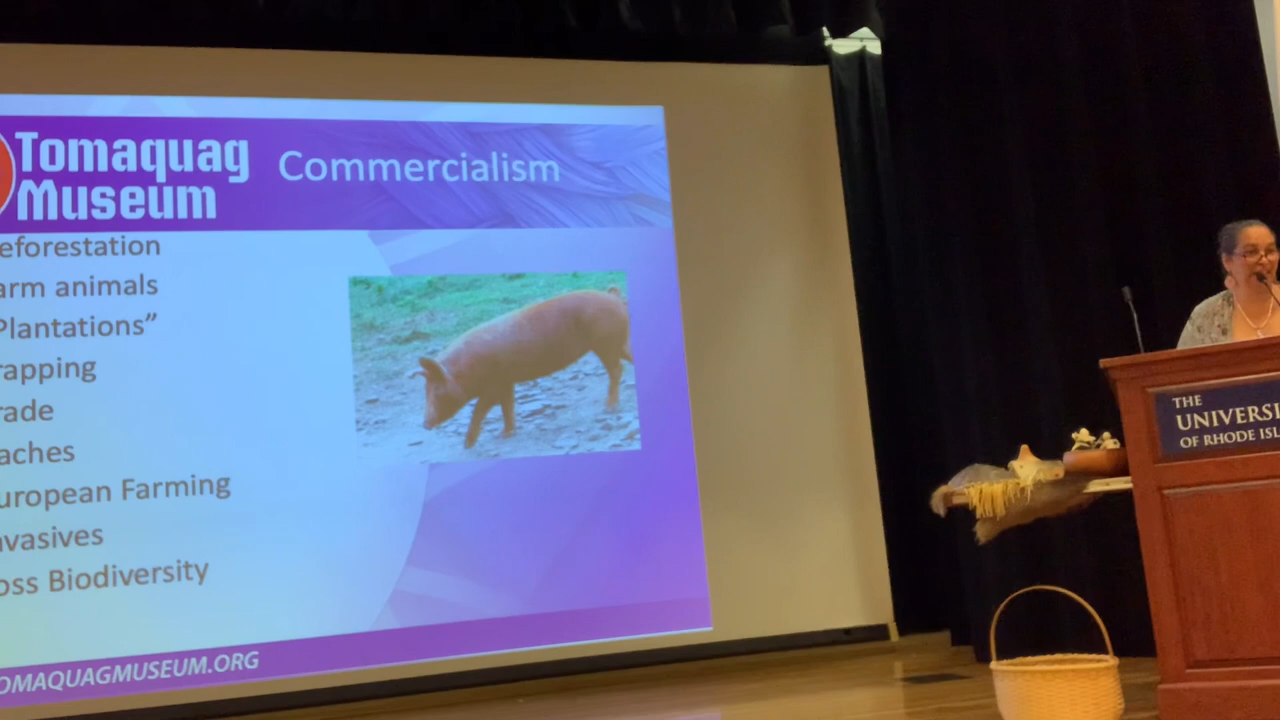 Tomaquag
Museum
Commercialism
eforestation
arm animals
Plantations”
rapping
rade
aches
uropean Farming
nvasives
oss Biodiversity
OMAQUAGMUSEUM.ORG
THE
UNIVERSI
OF RHODE ISL